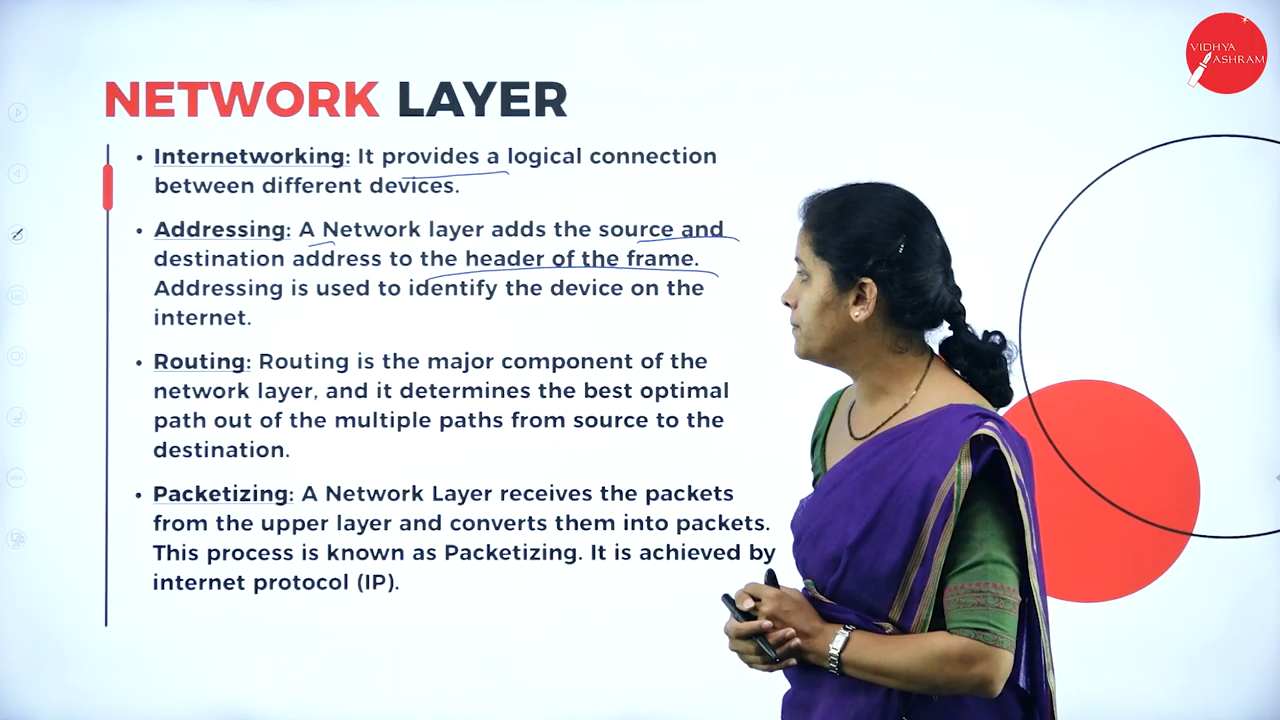 VIDHYA
ASHRAM
NETWORK LAYER
• Internetworking: It provides a logical connection
between different devices.
• Addressing: A Network layer adds the source and
destination address to the header of the frame.
Addressing is used to identify the device on the
internet.
• Routing: Routing is the major component of the
network layer, and it determines the best optimal
path out of the multiple paths from source to the
destination.
• Packetizing: A Network Layer receives the packets
from the upper layer and converts them into packets.
This process is known as Packetizing. It is achieved by
internet protocol (IP).